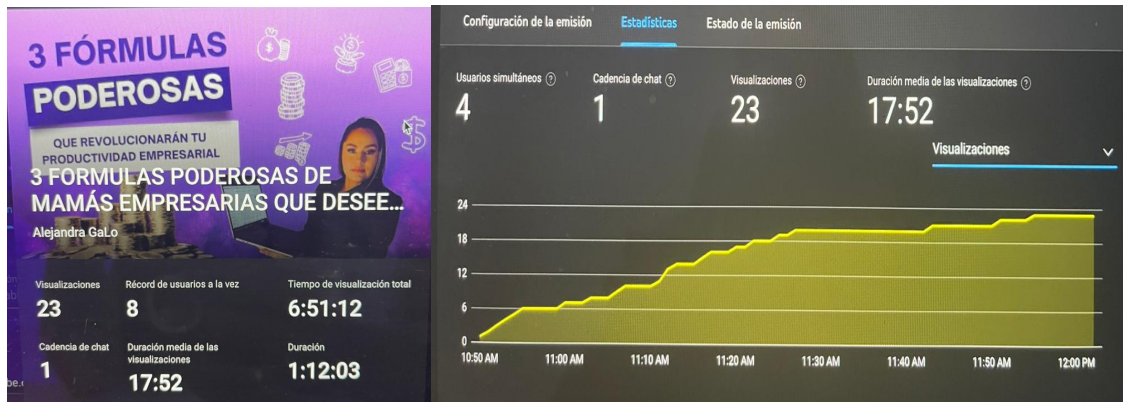 3 FÓRMULAS
PODEROSAS
QUE REVOLUCIONARÁN TU
PRODUCTIVIDAD EMPRESARIAL
3 FORMULAS PODEROSAS DE
MAMÁS EMPRESARIAS QUE DESEE...
Alejandra GaLo
Visualizaciones
Récord de usuarios a la vez
Tiempo de visualización total
23
8
6:51:12
Cadencia de chat
Duración media de las
visualizaciones
Duración
1
17:52
1:12:03
Configuración de la emisión
Estadísticas
Estado de la emisión
Usuarios simultáneos
Cadencia de chat
Visualizaciones
Duración media de las visualizaciones
4
1
23
17:52
Visualizaciones
24
18
12
6
0
10:50 AM
11:00 AM
11:10 AM
11:20 AM
11:30 AM
11:40 AM
11:50 AM
12:00 PM